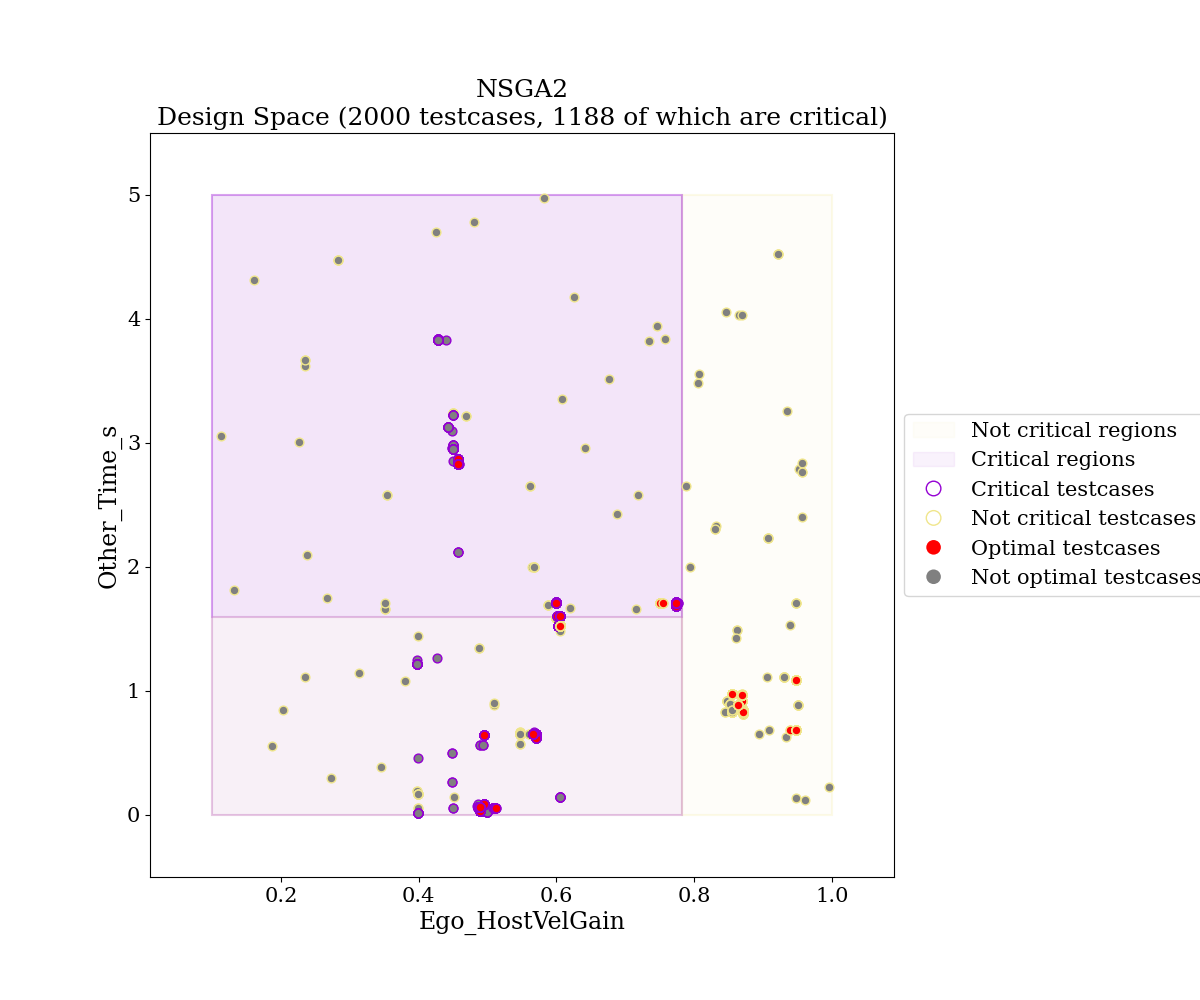 NSGA2
Design Space (2000 testcases, 1188 of which are critical)
5
4
3
2
1
0
Other_Time_s
0.2
0.4
0.6
0.8
1.0
Ego_HostVelGain
Not critical regions
Critical regions
Critical testcases
Not critical testcases
Optimal testcases
Not optimal testcases